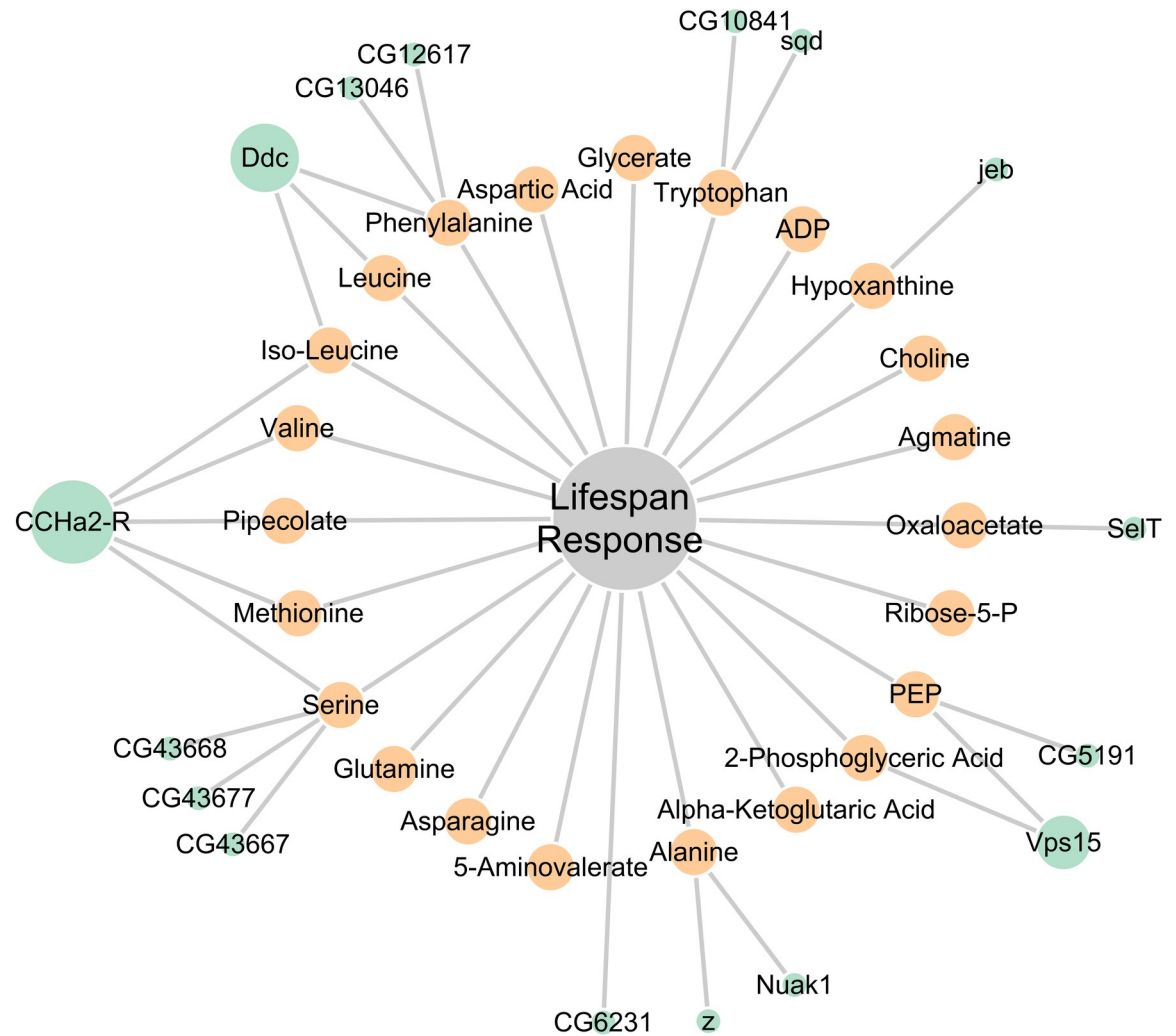 CG10841
sqd
CG12617
CG13046
Ddc
Glycerate
jeb
Aspartic Acid
Tryptophan
Phenylalanine
ADP
Leucine
Hypoxanthine
Iso-Leucine
Choline
Valine
Agmatine
Lifespan
Response
CCHa2-R
Pipecolate
Oxaloacetate
SelT
Methionine
Ribose-5-P
Serine
PEP
CG43668
CG5191
2-Phosphoglyceric Acid
Glutamine
CG43677
Alpha-Ketoglutaric Acid
Asparagine
CG43667
Vps15
Alanine
5-Aminovalerate
Nuak1
CG6231
z